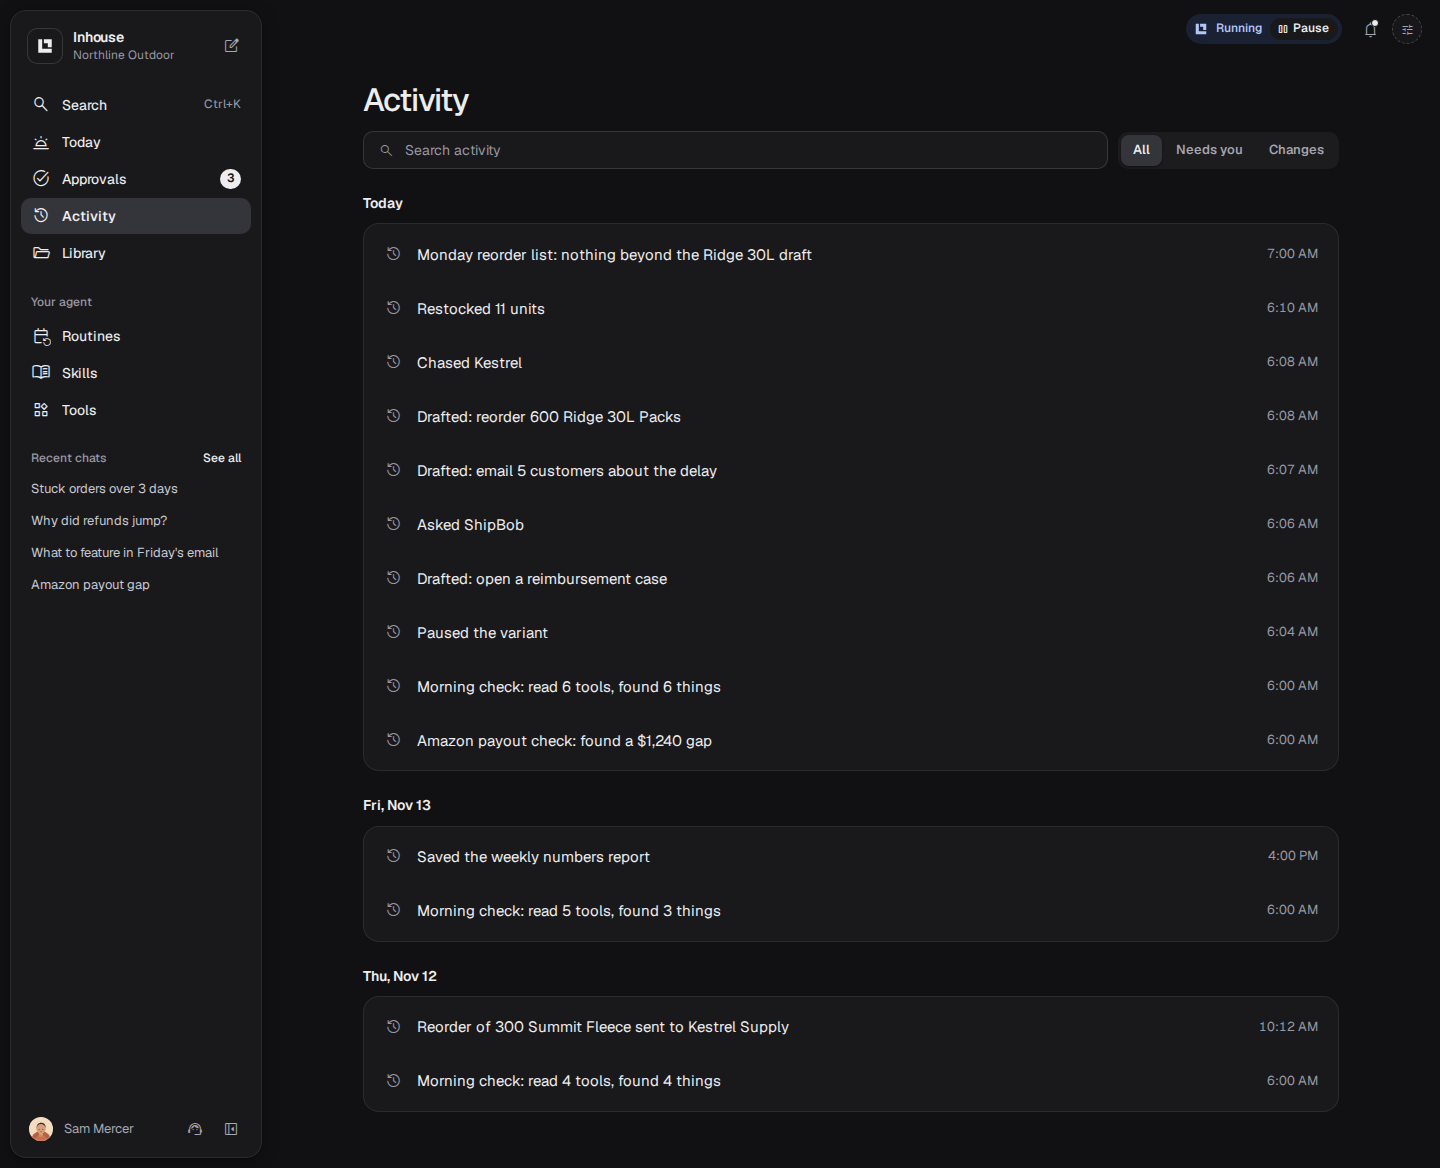 Inhouse
Northline Outdoor
Search Ctrl+K
Today
Approvals 3
Activity
Library
Your agent
Routines
Skills
Tools
Recent chats See all
Stuck orders over 3 days
Why did refunds jump?
What to feature in Friday's email
Amazon payout gap
Sam Mercer
Running Pause
Activity
Search activity
All Needs you Changes
Today
Monday reorder list: nothing beyond the Ridge 30L draft 7:00 AM
Restocked 11 units 6:10 AM
Chased Kestrel 6:08 AM
Drafted: reorder 600 Ridge 30L Packs 6:08 AM
Drafted: email 5 customers about the delay 6:07 AM
Asked ShipBob 6:06 AM
Drafted: open a reimbursement case 6:06 AM
Paused the variant 6:04 AM
Morning check: read 6 tools, found 6 things 6:00 AM
Amazon payout check: found a $1,240 gap 6:00 AM
Fri, Nov 13
Saved the weekly numbers report 4:00 PM
Morning check: read 5 tools, found 3 things 6:00 AM
Thu, Nov 12
Reorder of 300 Summit Fleece sent to Kestrel Supply 10:12 AM
Morning check: read 4 tools, found 4 things 6:00 AM